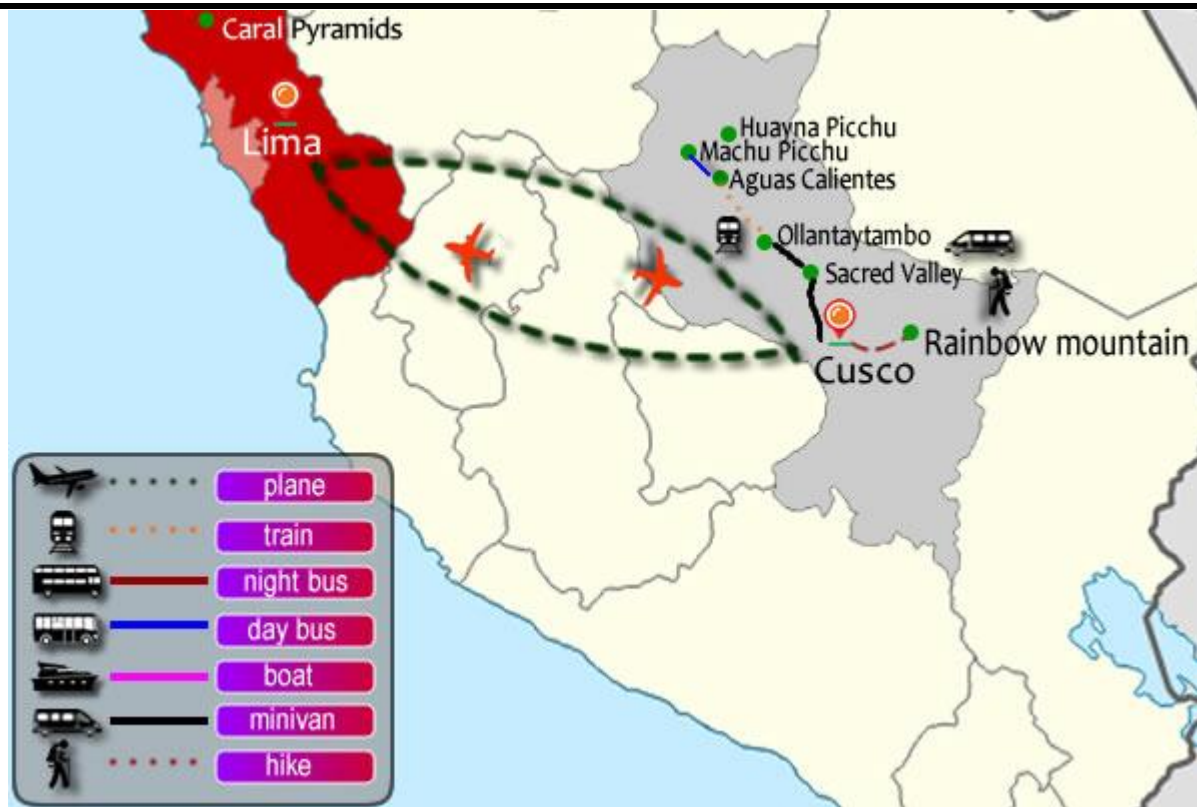 Caral Pyramids
Lima
Huayna Picchu
Machu Picchu
Aguas Calientes
Ollantaytambo
Sacred Valley
Rainbow mountain
Cusco
plane
train
night bus
day bus
boat
minivan
hike